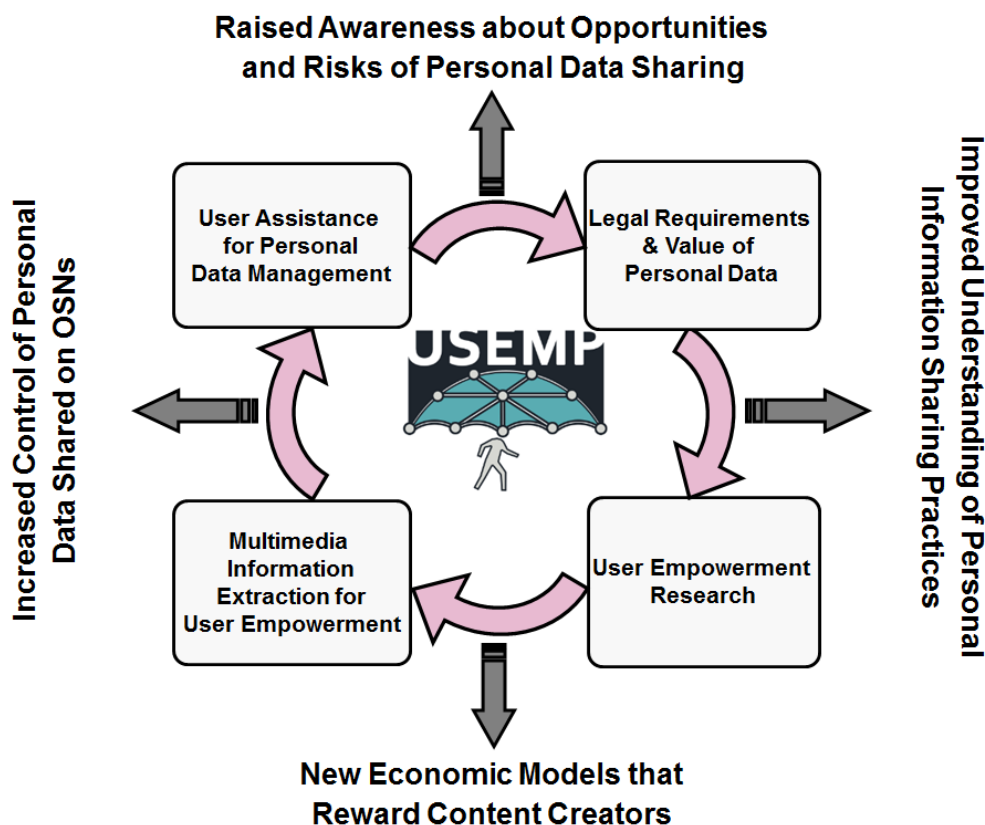 Raised Awareness about Opportunities
and Risks of Personal Data Sharing
User Assistance
for Personal
Data Management
Legal Requirements
& Value of
Personal Data
Increased Control of Personal
Data Shared on OSNs
USEMP
Improved Understanding of Personal
Information Sharing Practices
Multimedia
Information
Extraction for
User Empowerment
User Empowerment
Research
New Economic Models that
Reward Content Creators